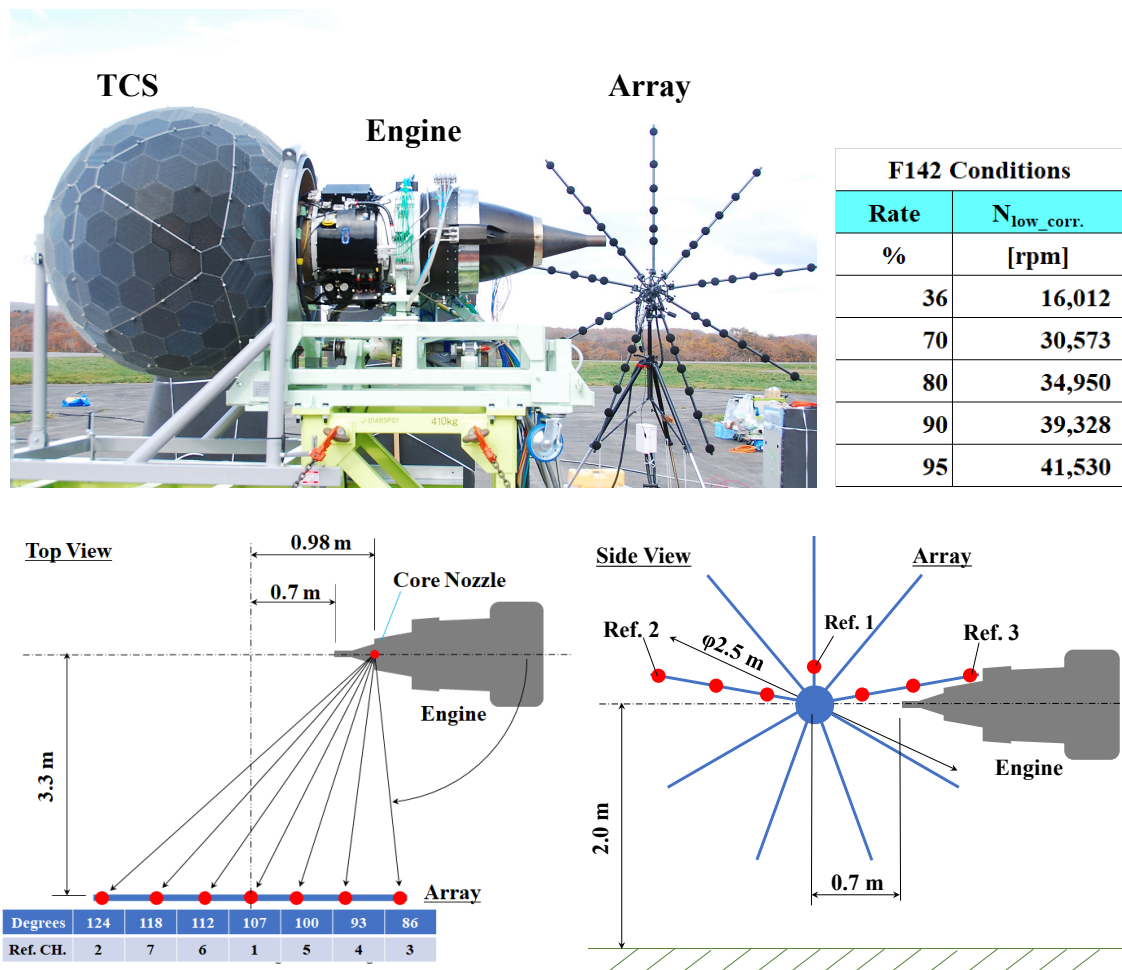 TCS
Engine
Array
J-01485P01
410kg
F142 Conditions
Rate N_low_corr.
% [rpm]
36 16,012
70 30,573
80 34,950
90 39,328
95 41,530
Top View
0.98 m
0.7 m
Core Nozzle
Engine
3.3 m
Array
Degrees 124 118 112 107 100 93 86
Ref. CH. 2 7 6 1 5 4 3
Side View
Array
Ref. 2
φ2.5 m
Ref. 1
Ref. 3
Engine
2.0 m
0.7 m